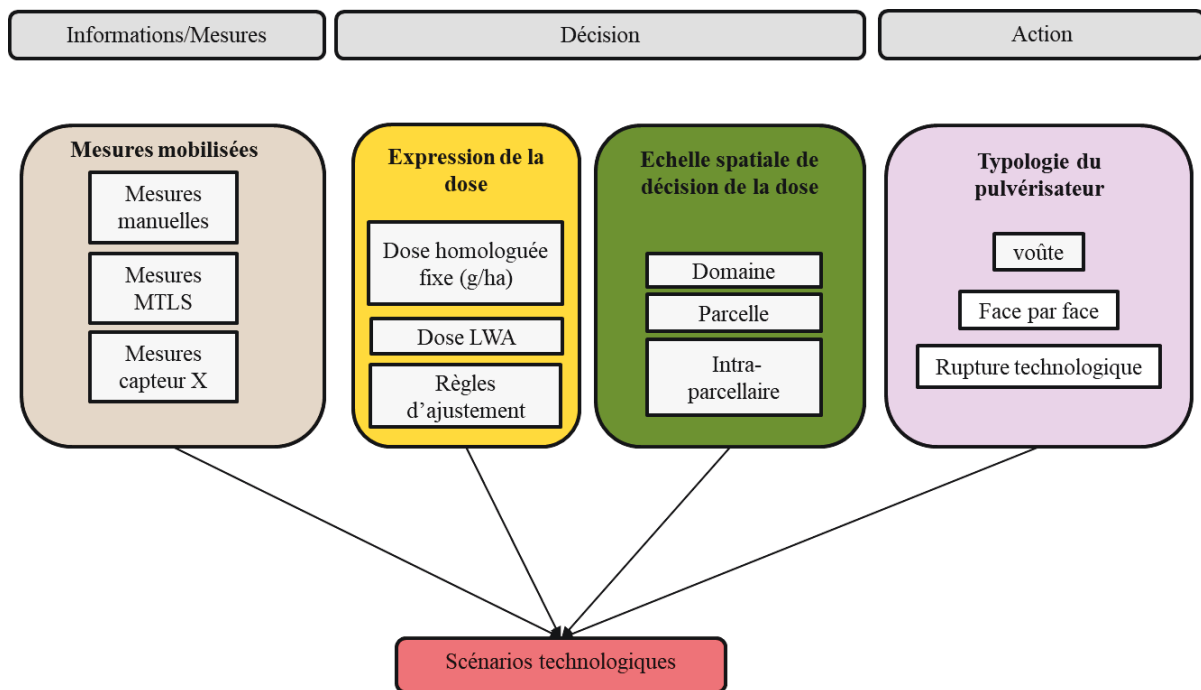 Informations/Mesures
Décision
Action
Mesures mobilisées
Mesures
manuelles
Mesures
MTLS
Mesures
capteur X
Expression de la
dose
Dose homologuée
fixe (g/ha)
Dose LWA
Règles
d’ajustement
Echelle spatiale de
décision de la dose
Domaine
Parcelle
Intra-
parcellaire
Typologie du
pulvérisateur
voûte
Face par face
Rupture technologique
Scénarios technologiques